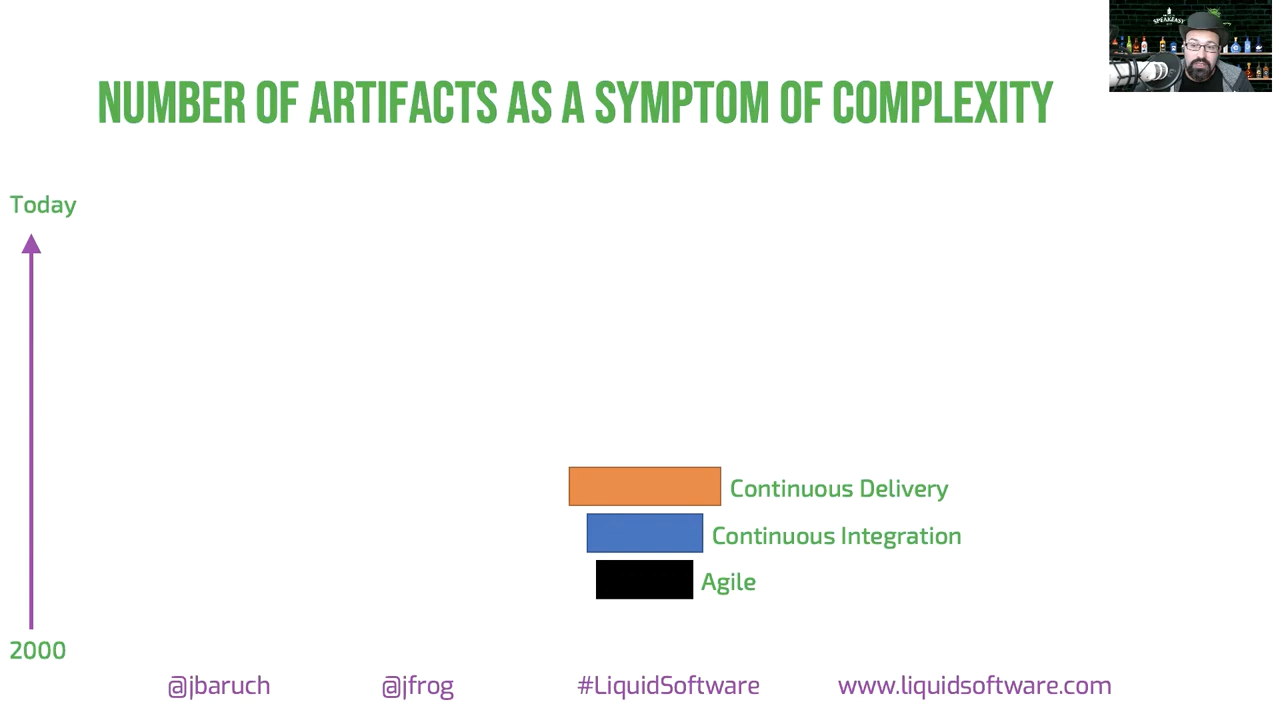 SPEAKEASY
NUMBER OF ARTIFACTS AS A SYMPTOM OF COMPLEXITY
Today
Continuous Delivery
Continuous Integration
Agile
2000
@jbaruch @jfrog #LiquidSoftware www.liquidsoftware.com